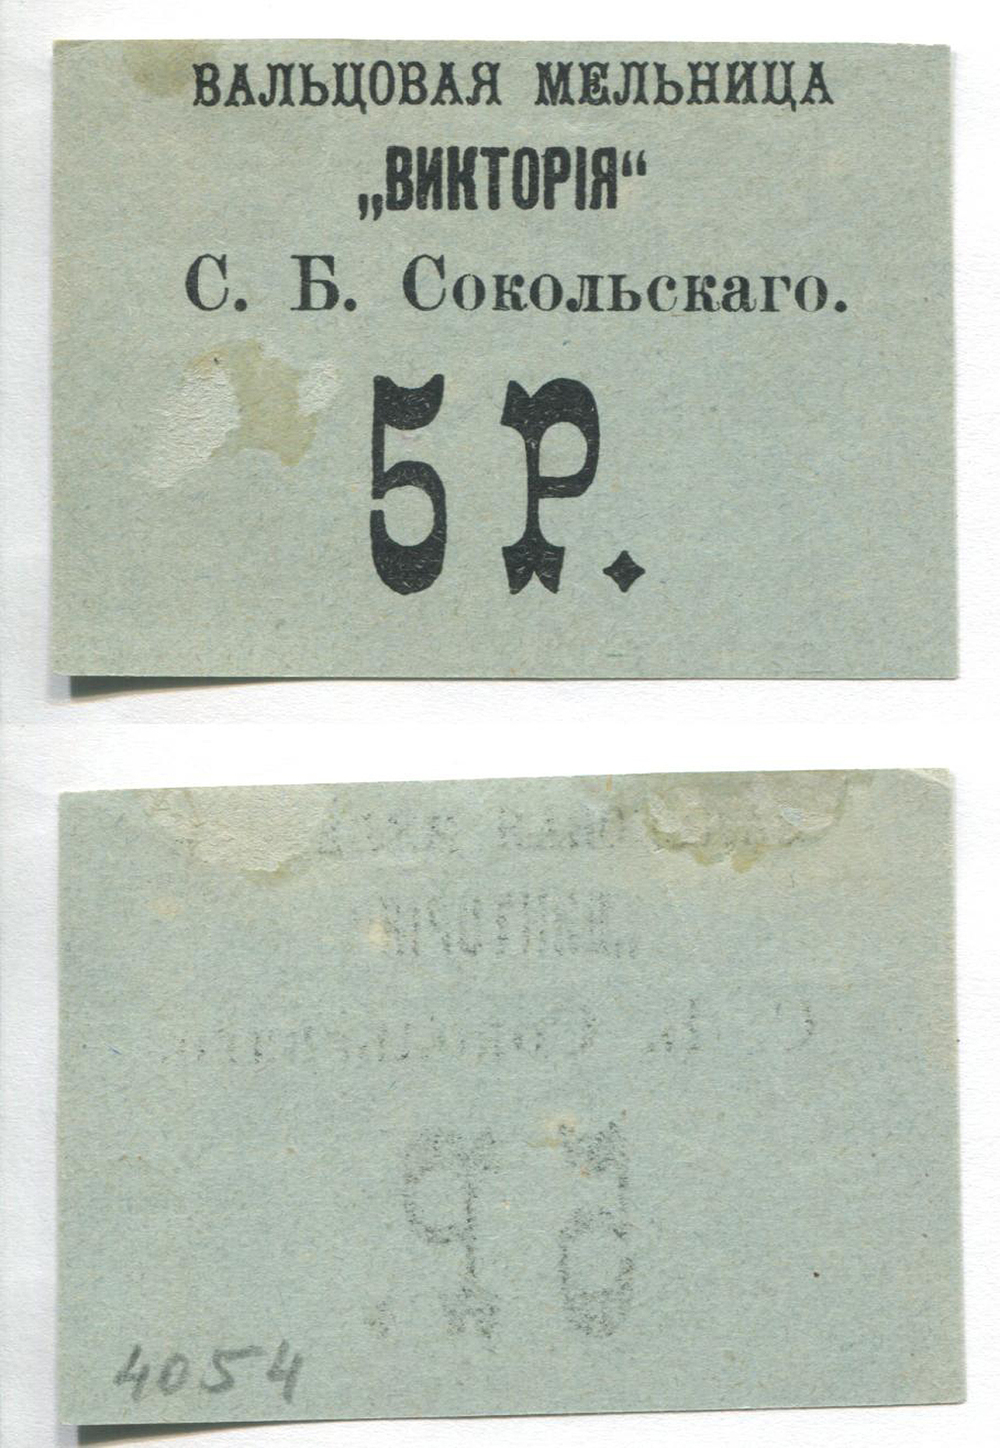 ВАЛЬЦОВАЯ МЕЛЬНИЦА
„ВИКТОРІЯ“
С. Б. Сокольскаго.
5 Р.
4054